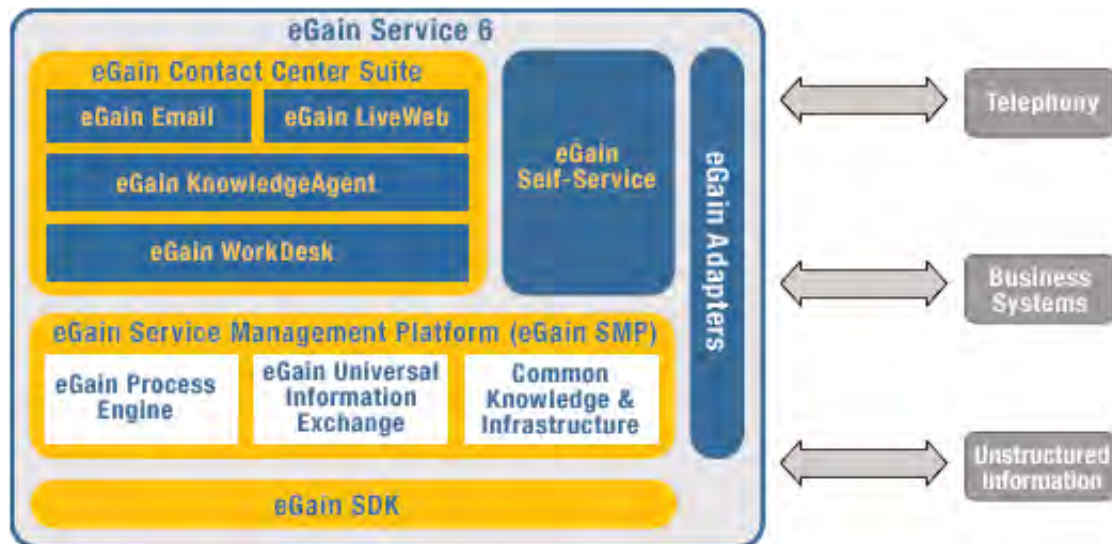 eGain Service 6
eGain Contact Center Suite
eGain Email
eGain LiveWeb
eGain KnowledgeAgent
eGain WorkDesk
eGain
Self-Service
eGain Adapters
eGain Service Management Platform (eGain SMP)
eGain Process
Engine
eGain Universal
Information
Exchange
Common
Knowledge &
Infrastructure
eGain SDK
Telephony
Business
Systems
Unstructured
Information